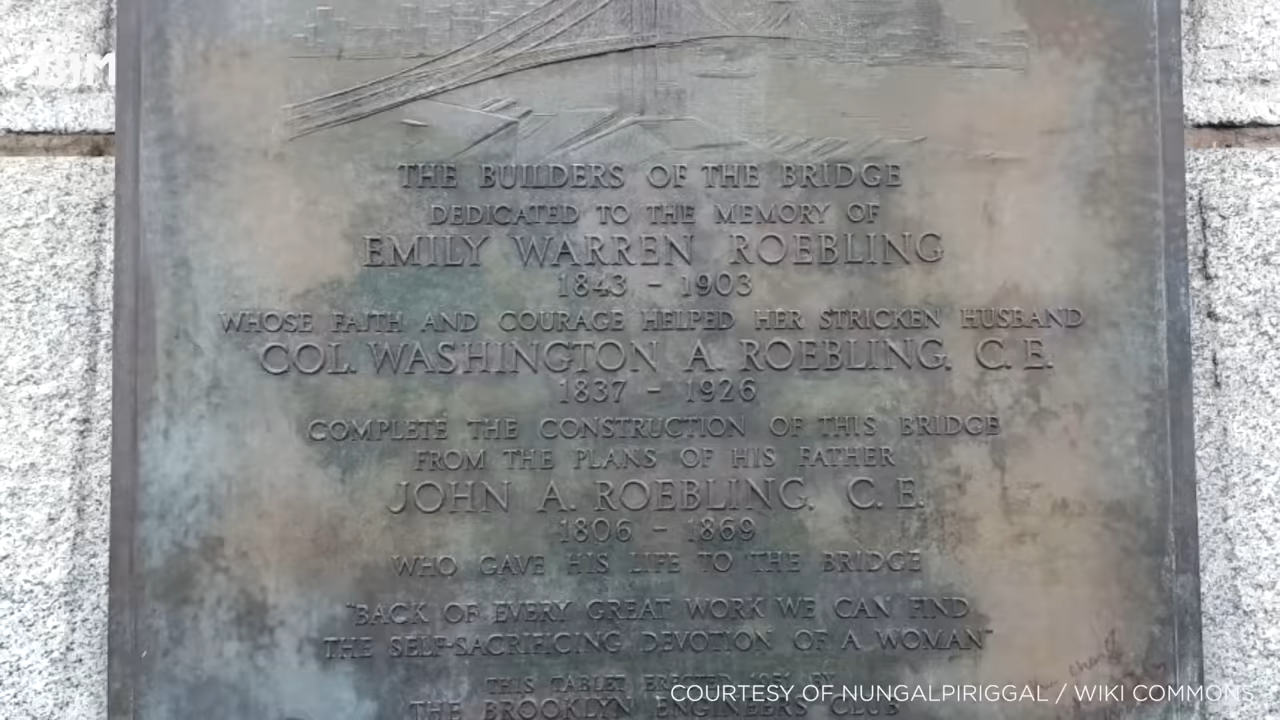 THE BUILDERS OF THE BRIDGE
DEDICATED TO THE MEMORY OF
EMILY WARREN ROEBLING
1843 - 1903
WHOSE FAITH AND COURAGE HELPED HER STRICKEN HUSBAND
COL. WASHINGTON A. ROEBLING, C. E.
1837 - 1926
COMPLETE THE CONSTRUCTION OF THIS BRIDGE
FROM THE PLANS OF HIS FATHER
JOHN A. ROEBLING, C. E.
1806 - 1869
WHO GAVE HIS LIFE TO THE BRIDGE
"BACK OF EVERY GREAT WORK WE CAN FIND
THE SELF-SACRIFICING DEVOTION OF A WOMAN"
THIS TABLET ERECTED 1951 BY
THE BROOKLYN ENGINEERS CLUB
COURTESY OF NUNGALPIRIGGAL / WIKI COMMONS